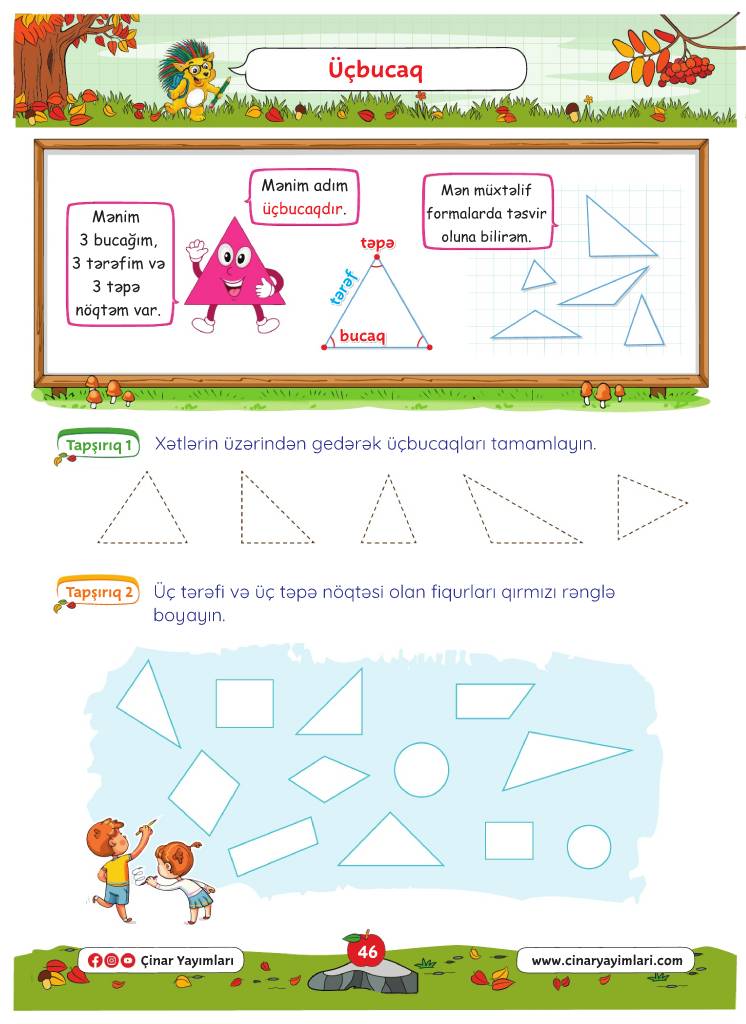 Üçbucaq
Mənim adım
üçbucaqdır.
Mənim
3 bucağım,
3 tərəfim və
3 təpə
nöqtəm var.
Mən müxtəlif
formalarda təsvir
oluna bilirəm.
təpə
tərəf
bucaq
Tapşırıq 1 Xətlərin üzərindən gedərək üçbucaqları tamamlayın.
Tapşırıq 2 Üç tərəfi və üç təpə nöqtəsi olan fiqurları qırmızı rənglə
boyayın.
Çinar Yayımları
46
www.cinaryayimlari.com